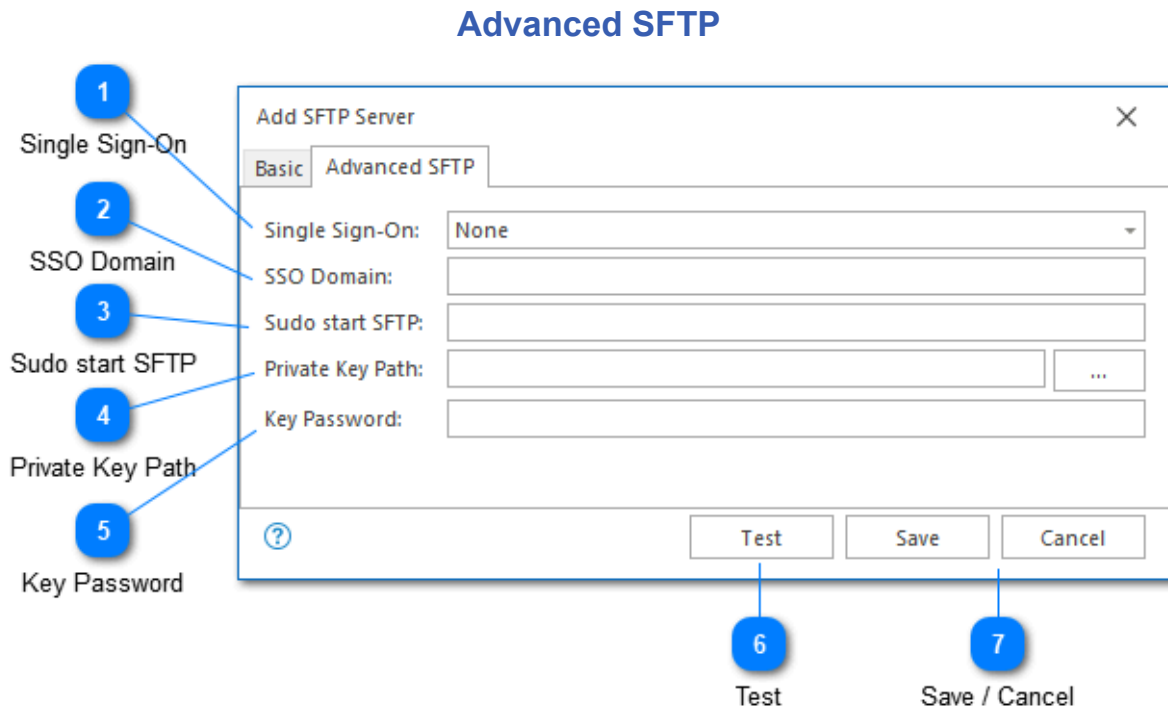 Advanced SFTP
1
Single Sign-On
2
SSO Domain
3
Sudo start SFTP
4
Private Key Path
5
Key Password
Add SFTP Server
Basic
Advanced SFTP
Single Sign-On: None
SSO Domain:
Sudo start SFTP:
Private Key Path: ...
Key Password:
?
Test
Save
Cancel
6
Test
7
Save / Cancel